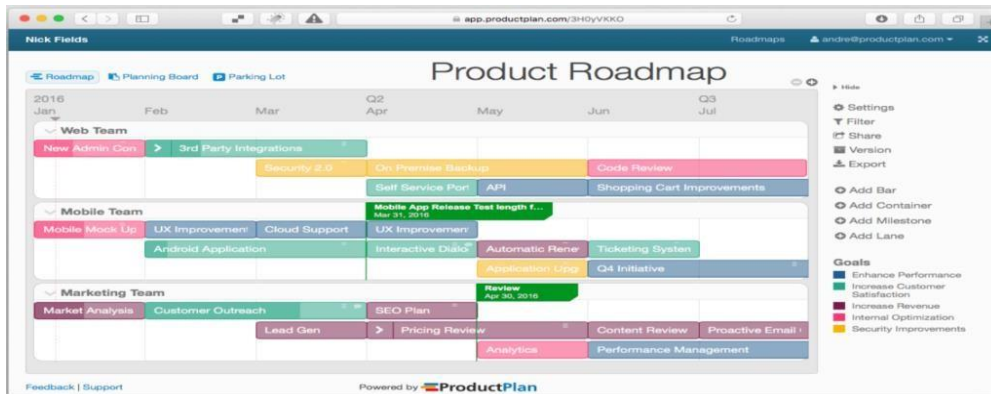 app.productplan.com/3H0yVKKO
Nick Fields
Roadmaps
andre@productplan.com
Roadmap
Planning Board
Parking Lot
Product Roadmap
Hide
2016
Q2
Q3
Jan
Feb
Mar
Apr
May
Jun
Jul
Web Team
New Admin Con
3rd Party Integrations
Security 2.0
On Premise Backup
Code Review
Self Service Port
API
Shopping Cart Improvements
Mobile Team
Mobile App Release Test length f...
Mar 31, 2016
Mobile Mock Up
UX Improvement
Cloud Support
UX Improvement
Android Application
Interactive Dialo
Automatic Rene
Ticketing System
Application Upg
Q4 Initiative
Marketing Team
Review
Apr 30, 2016
Market Analysis
Customer Outreach
SEO Plan
Lead Gen
Pricing Review
Content Review
Proactive Email
Analytics
Performance Management
Settings
Filter
Share
Version
Export
Add Bar
Add Container
Add Milestone
Add Lane
Goals
Enhance Performance
Increase Customer
Satisfaction
Increase Revenue
Internal Optimization
Security Improvements
Feedback | Support
Powered by ProductPlan